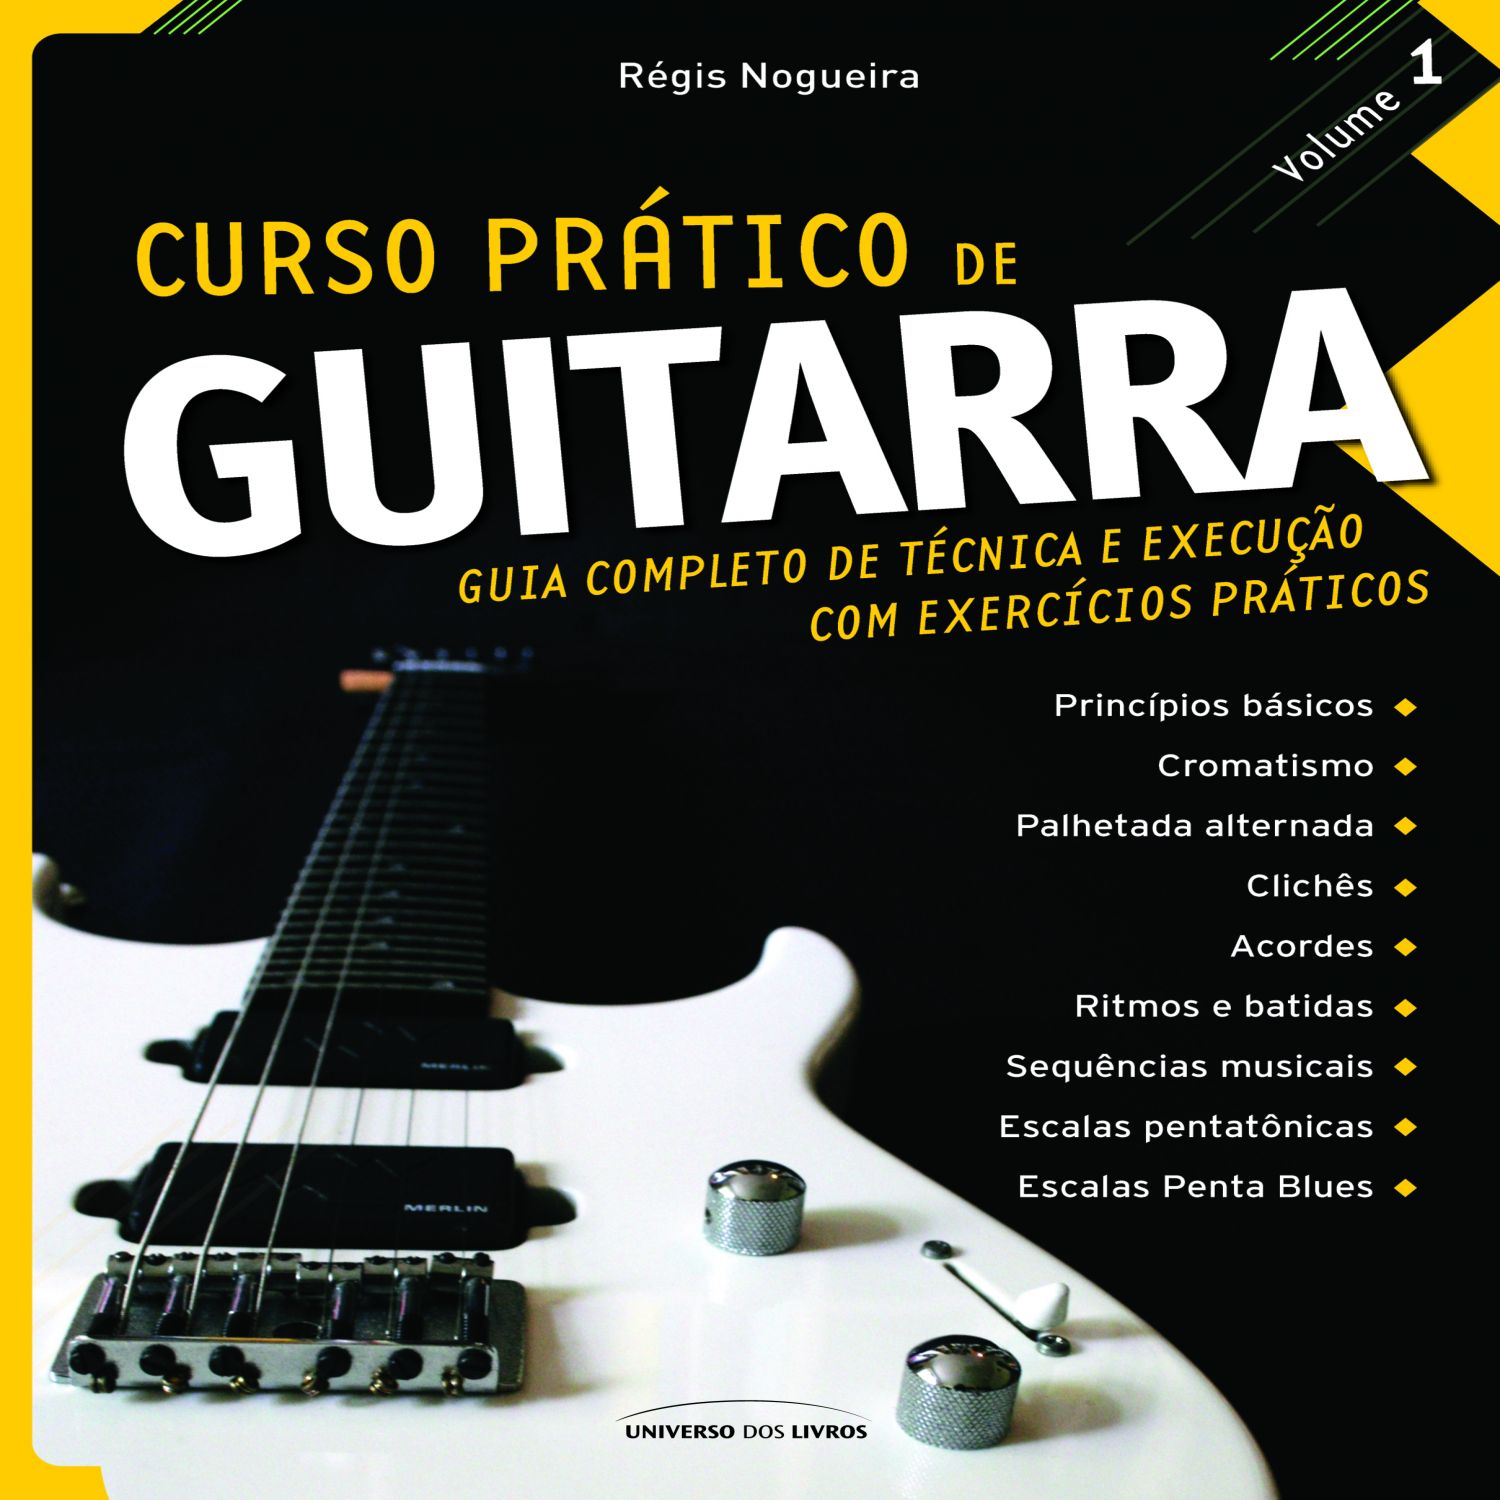 Régis Nogueira
Volume 1
CURSO PRÁTICO DE
GUITARRA
GUIA COMPLETO DE TÉCNICA E EXECUÇÃO
COM EXERCÍCIOS PRÁTICOS
Princípios básicos
Cromatismo
Palhetada alternada
Clichês
Acordes
Ritmos e batidas
Sequências musicais
Escalas pentatônicas
Escalas Penta Blues
MERLIN
MERLIN
UNIVERSO DOS LIVROS